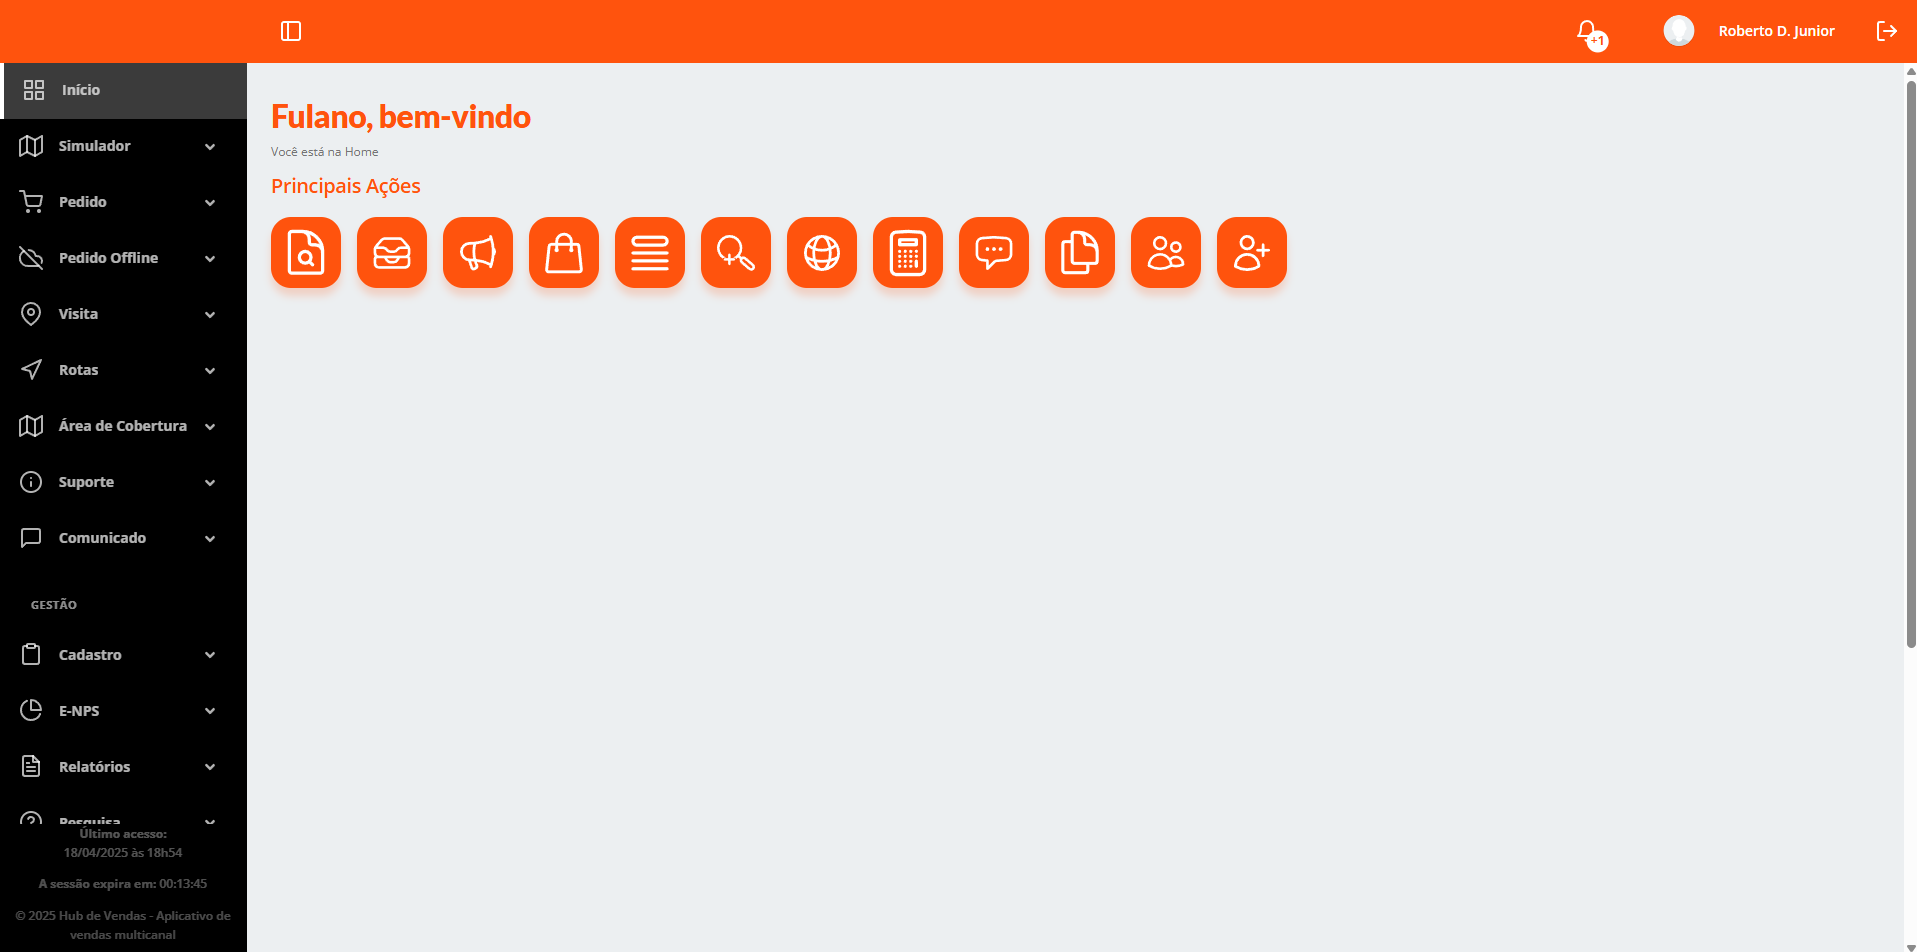 +1
Roberto D. Junior
Início
Simulador
Pedido
Pedido Offline
Visita
Rotas
Área de Cobertura
Suporte
Comunicado
GESTÃO
Cadastro
E-NPS
Relatórios
Pesquisa
Último acesso:
18/04/2025 às 18h54
A sessão expira em: 00:13:45
© 2025 Hub de Vendas - Aplicativo de
vendas multicanal
Fulano, bem-vindo
Você está na Home
Principais Ações